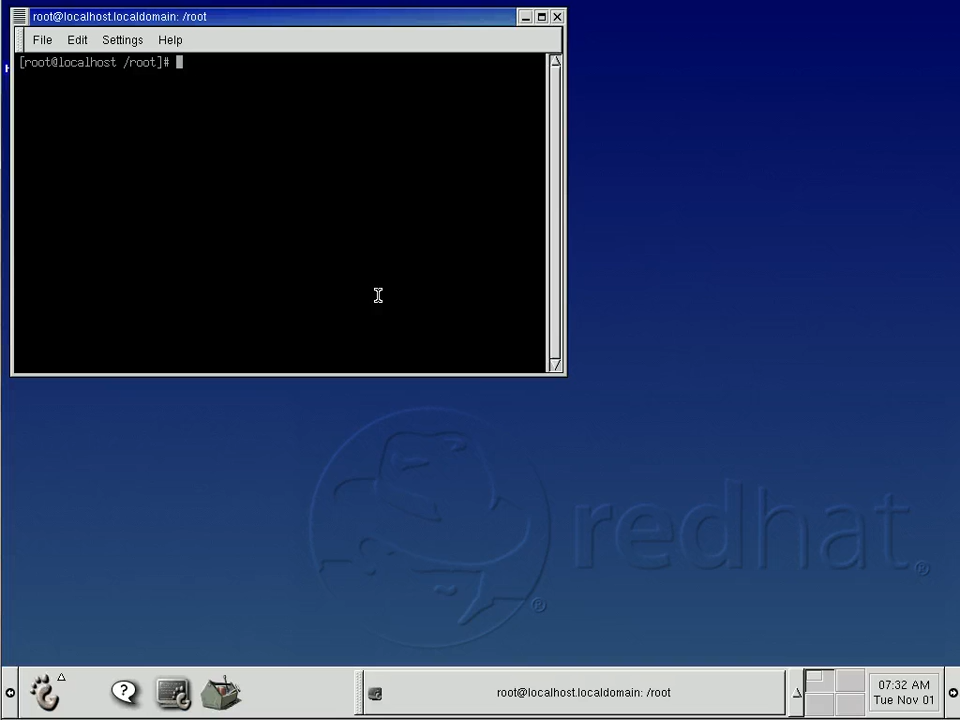 root@localhost.localdomain: /root
File Edit Settings Help
[root@localhost /root]#
redhat®
®
root@localhost.localdomain: /root
07:32 AM
Tue Nov 01